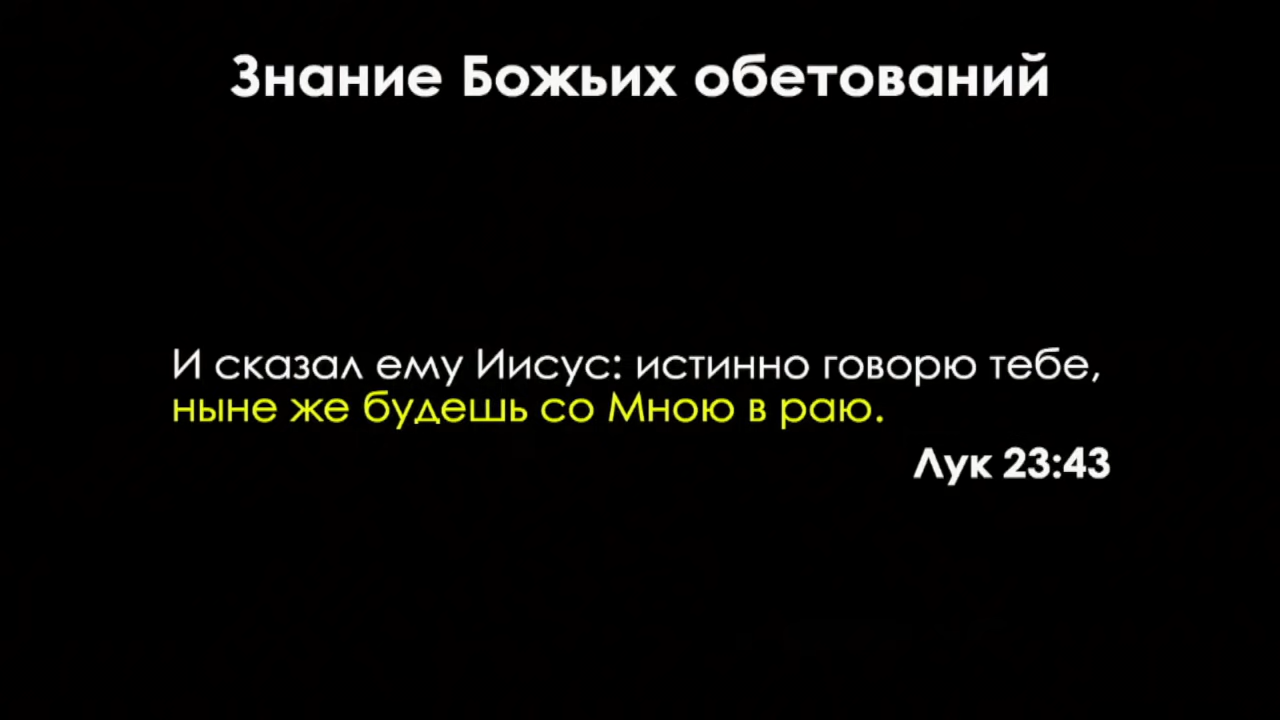 Знание Божьих обетований
И сказал ему Иисус: истинно говорю тебе,
ныне же будешь со Мною в раю.
Лук 23:43